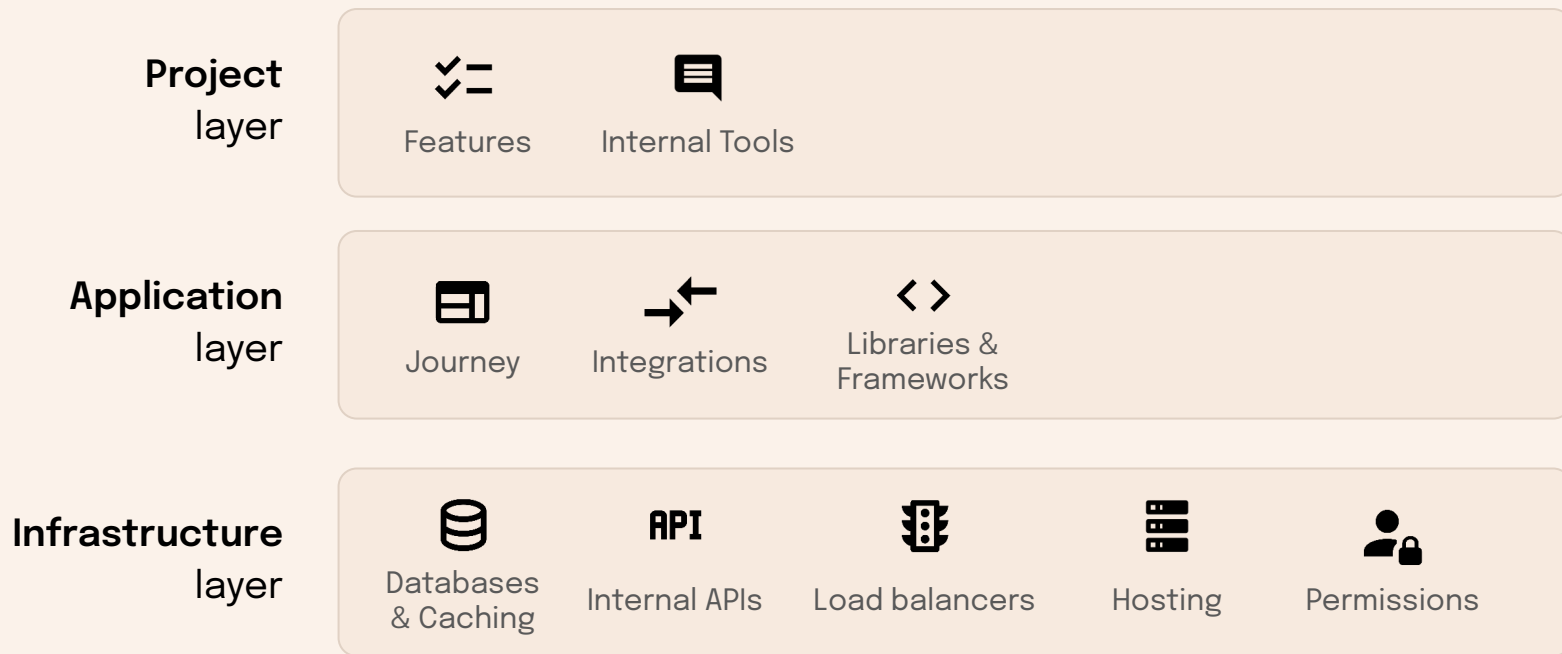 Project
layer
Features
Internal Tools
Application
layer
Journey
Integrations
Libraries &
Frameworks
Infrastructure
layer
Databases
& Caching
API
Internal APIs
Load balancers
Hosting
Permissions